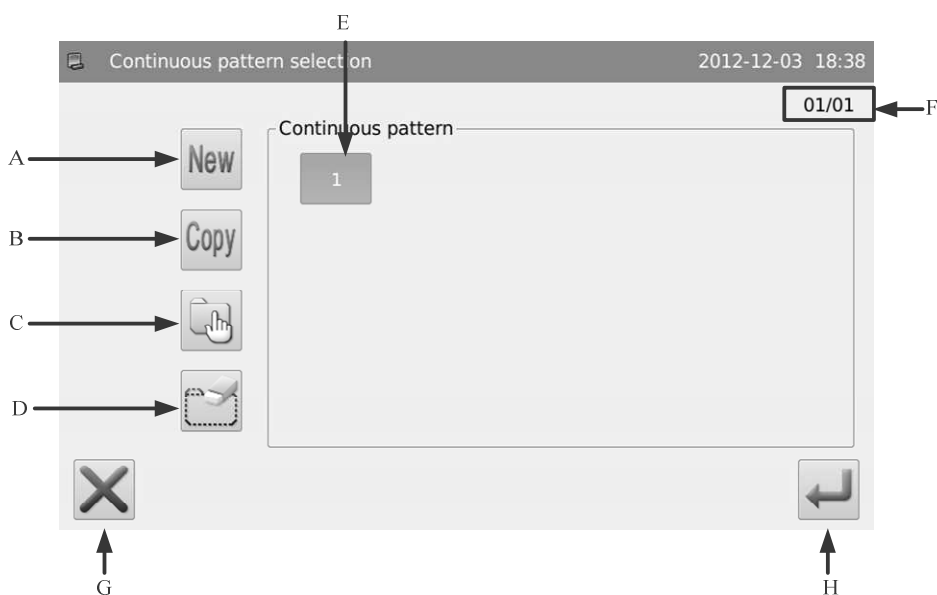 E
Continuous pattern selection 2012-12-03 18:38
01/01
F
Continuous pattern
A
New
1
B
Copy
C
D
G
H